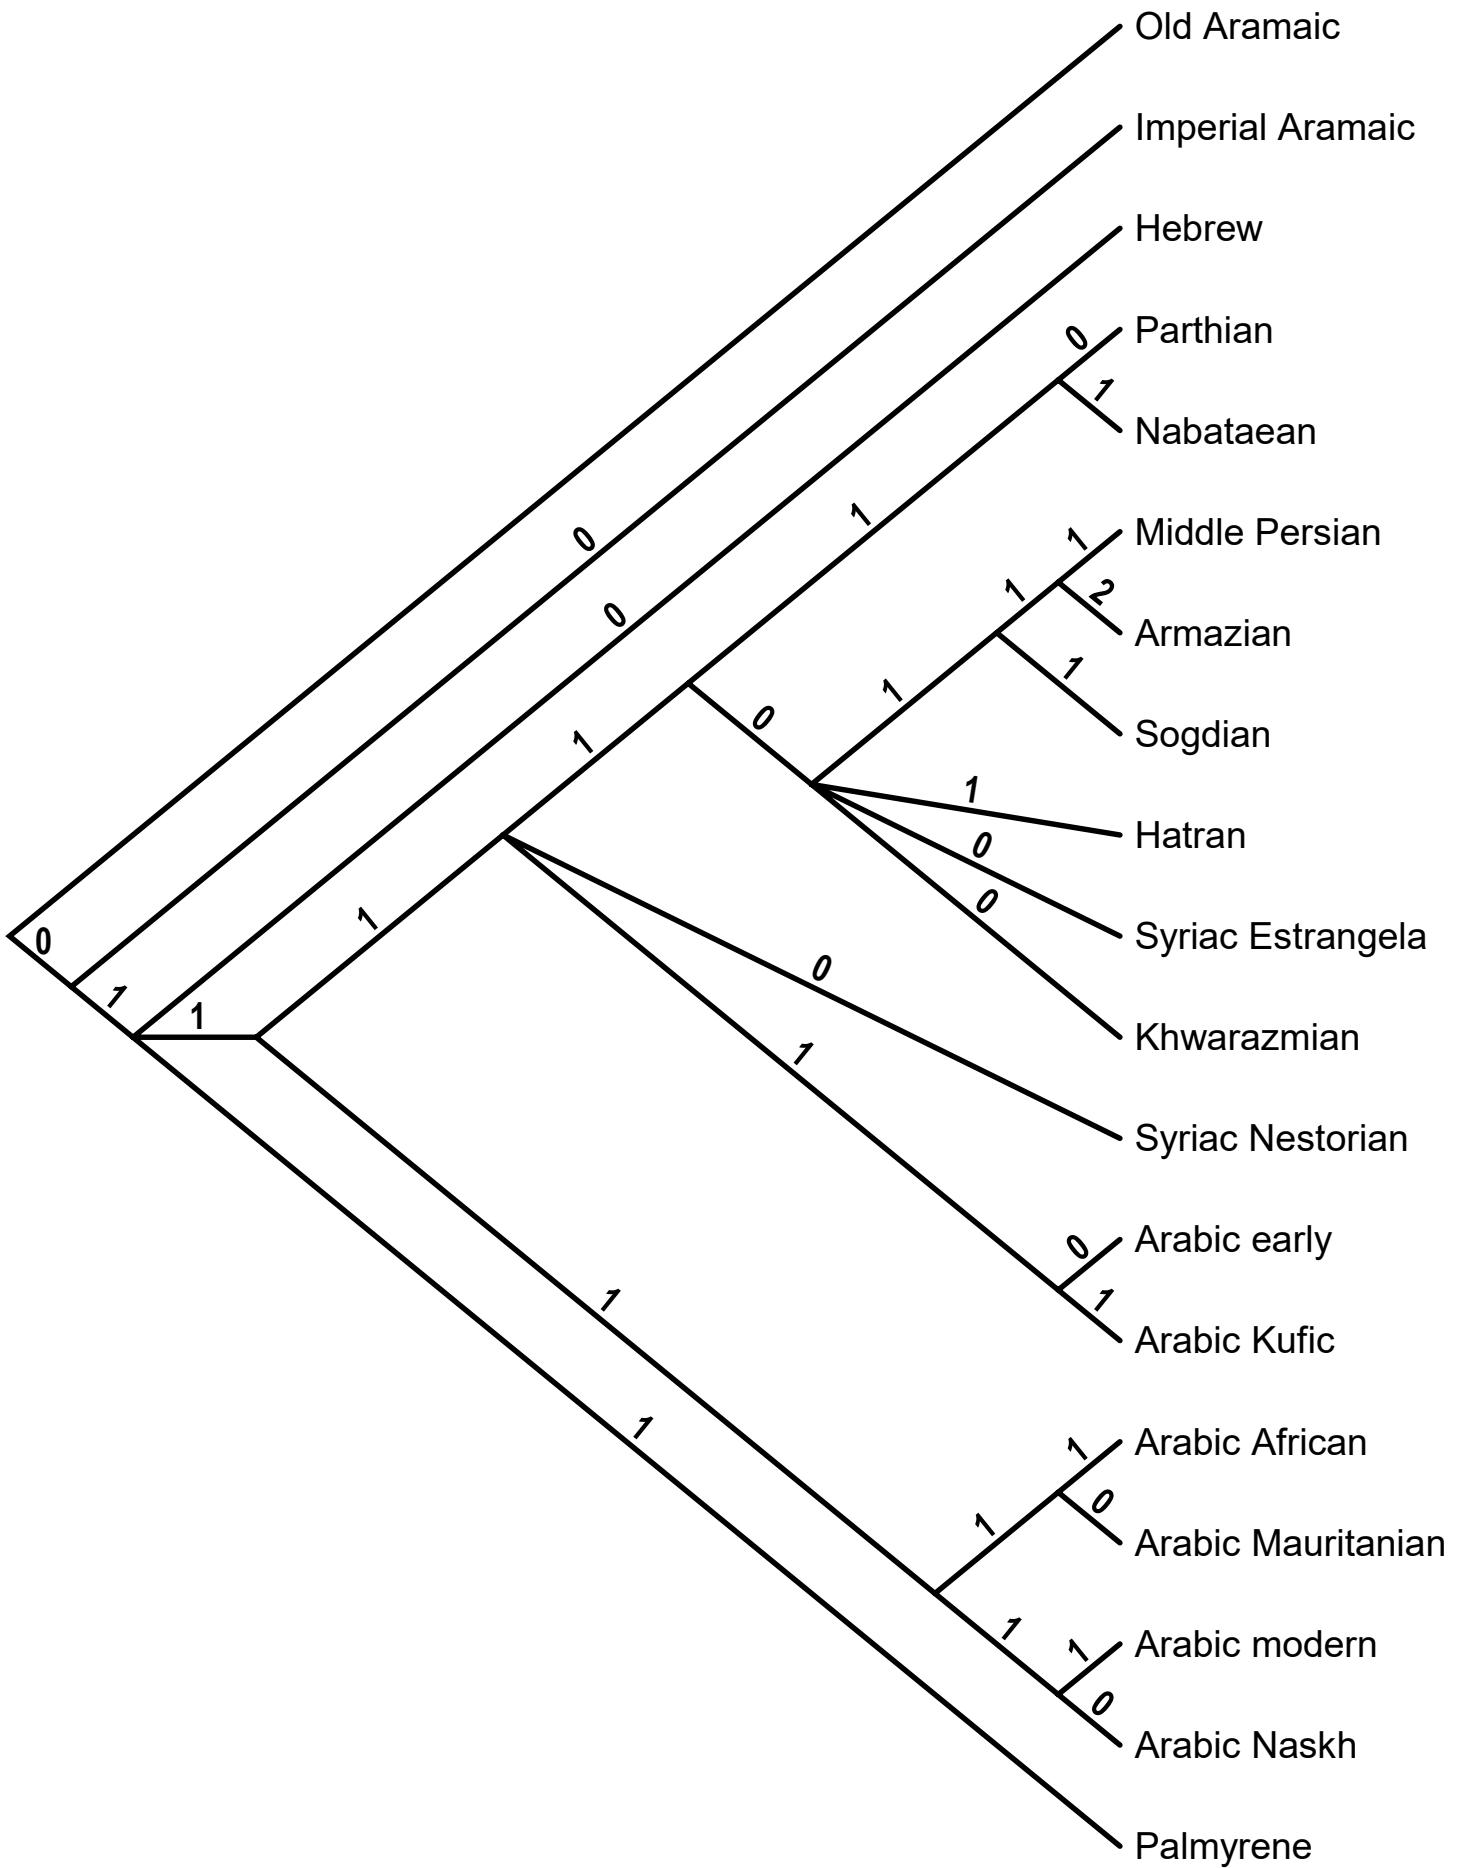 Old Aramaic
Imperial Aramaic
Hebrew
0 Parthian
1
Nabataean
1
Middle Persian
1
1
2
Armazian
1
1
Sogdian
0
0
1
0
1
Hatran
0
0
Syriac Estrangela
1
0
1
1
Khwarazmian
0
1
Syriac Nestorian
0
Arabic early
1
Arabic Kufic
1
1
1
Arabic African
0
1
Arabic Mauritanian
1
1
Arabic modern
0
Arabic Naskh
Palmyrene